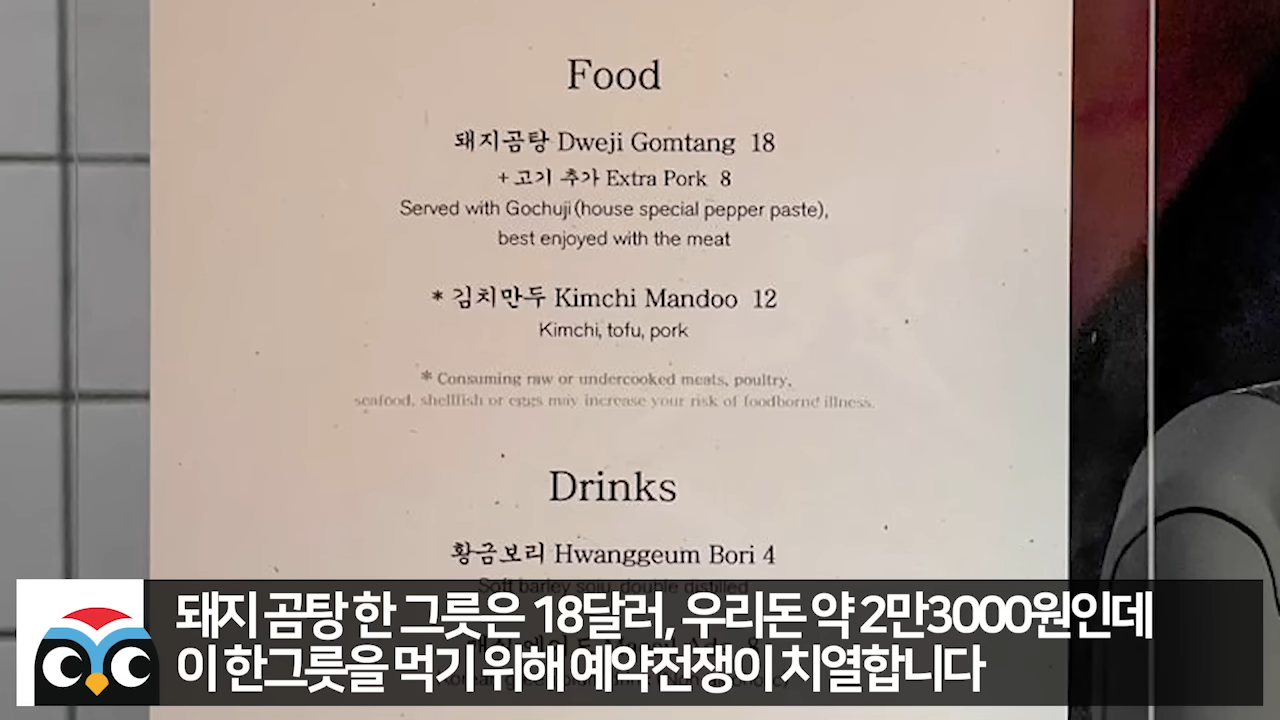 Food
돼지곰탕 Dweji Gomtang 18
+ 고기 추가 Extra Pork 8
Served with Gochuji (house special pepper paste),
best enjoyed with the meat
* 김치만두 Kimchi Mandoo 12
Kimchi, tofu, pork
* Consuming raw or undercooked meats, poultry,
seafood, shellfish or eggs may increase your risk of foodborne illness.
Drinks
황금보리 Hwanggeum Bori 4
Soft barley soju, double distilled
돼지 곰탕 한 그릇은 18달러, 우리돈 약 2만3000원인데
이 한그릇을 먹기 위해 예약전쟁이 치열합니다